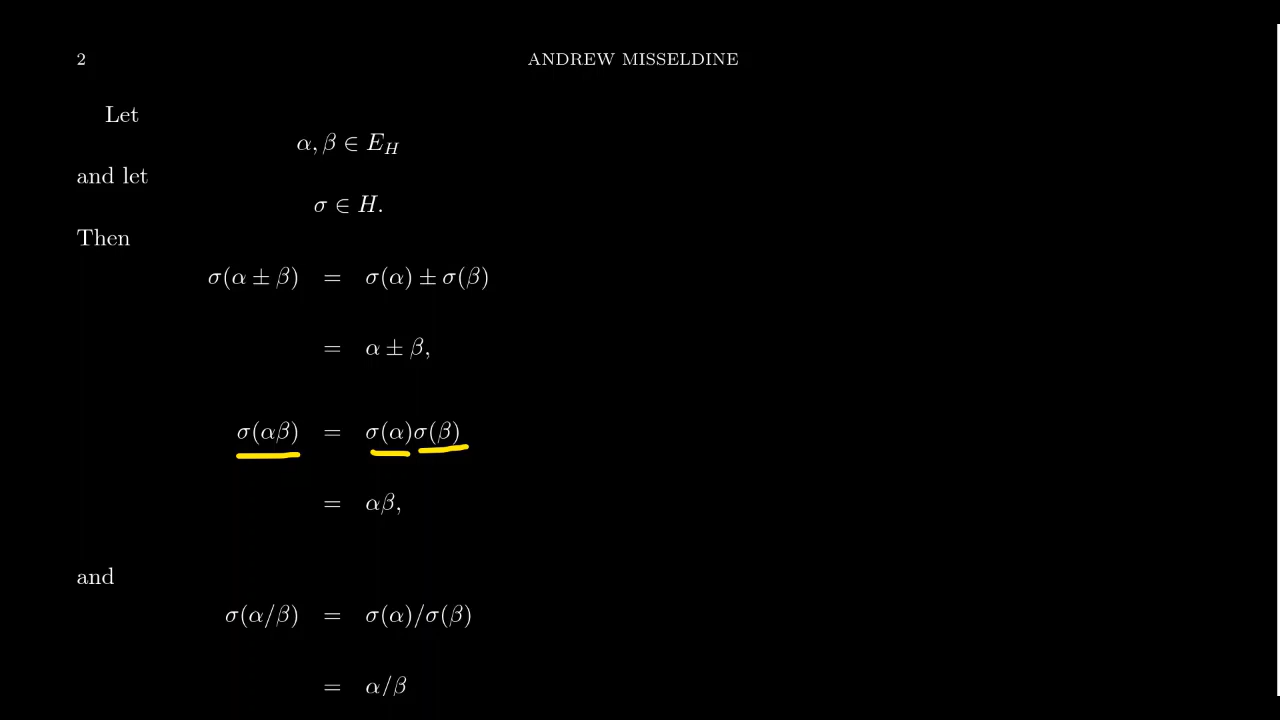 2 ANDREW MISSELDINE
Let
α, β ∈ E_H
and let
σ ∈ H.
Then
σ(α ± β) = σ(α) ± σ(β)
= α ± β,
σ(αβ) = σ(α)σ(β)
= αβ,
and
σ(α/β) = σ(α)/σ(β)
= α/β